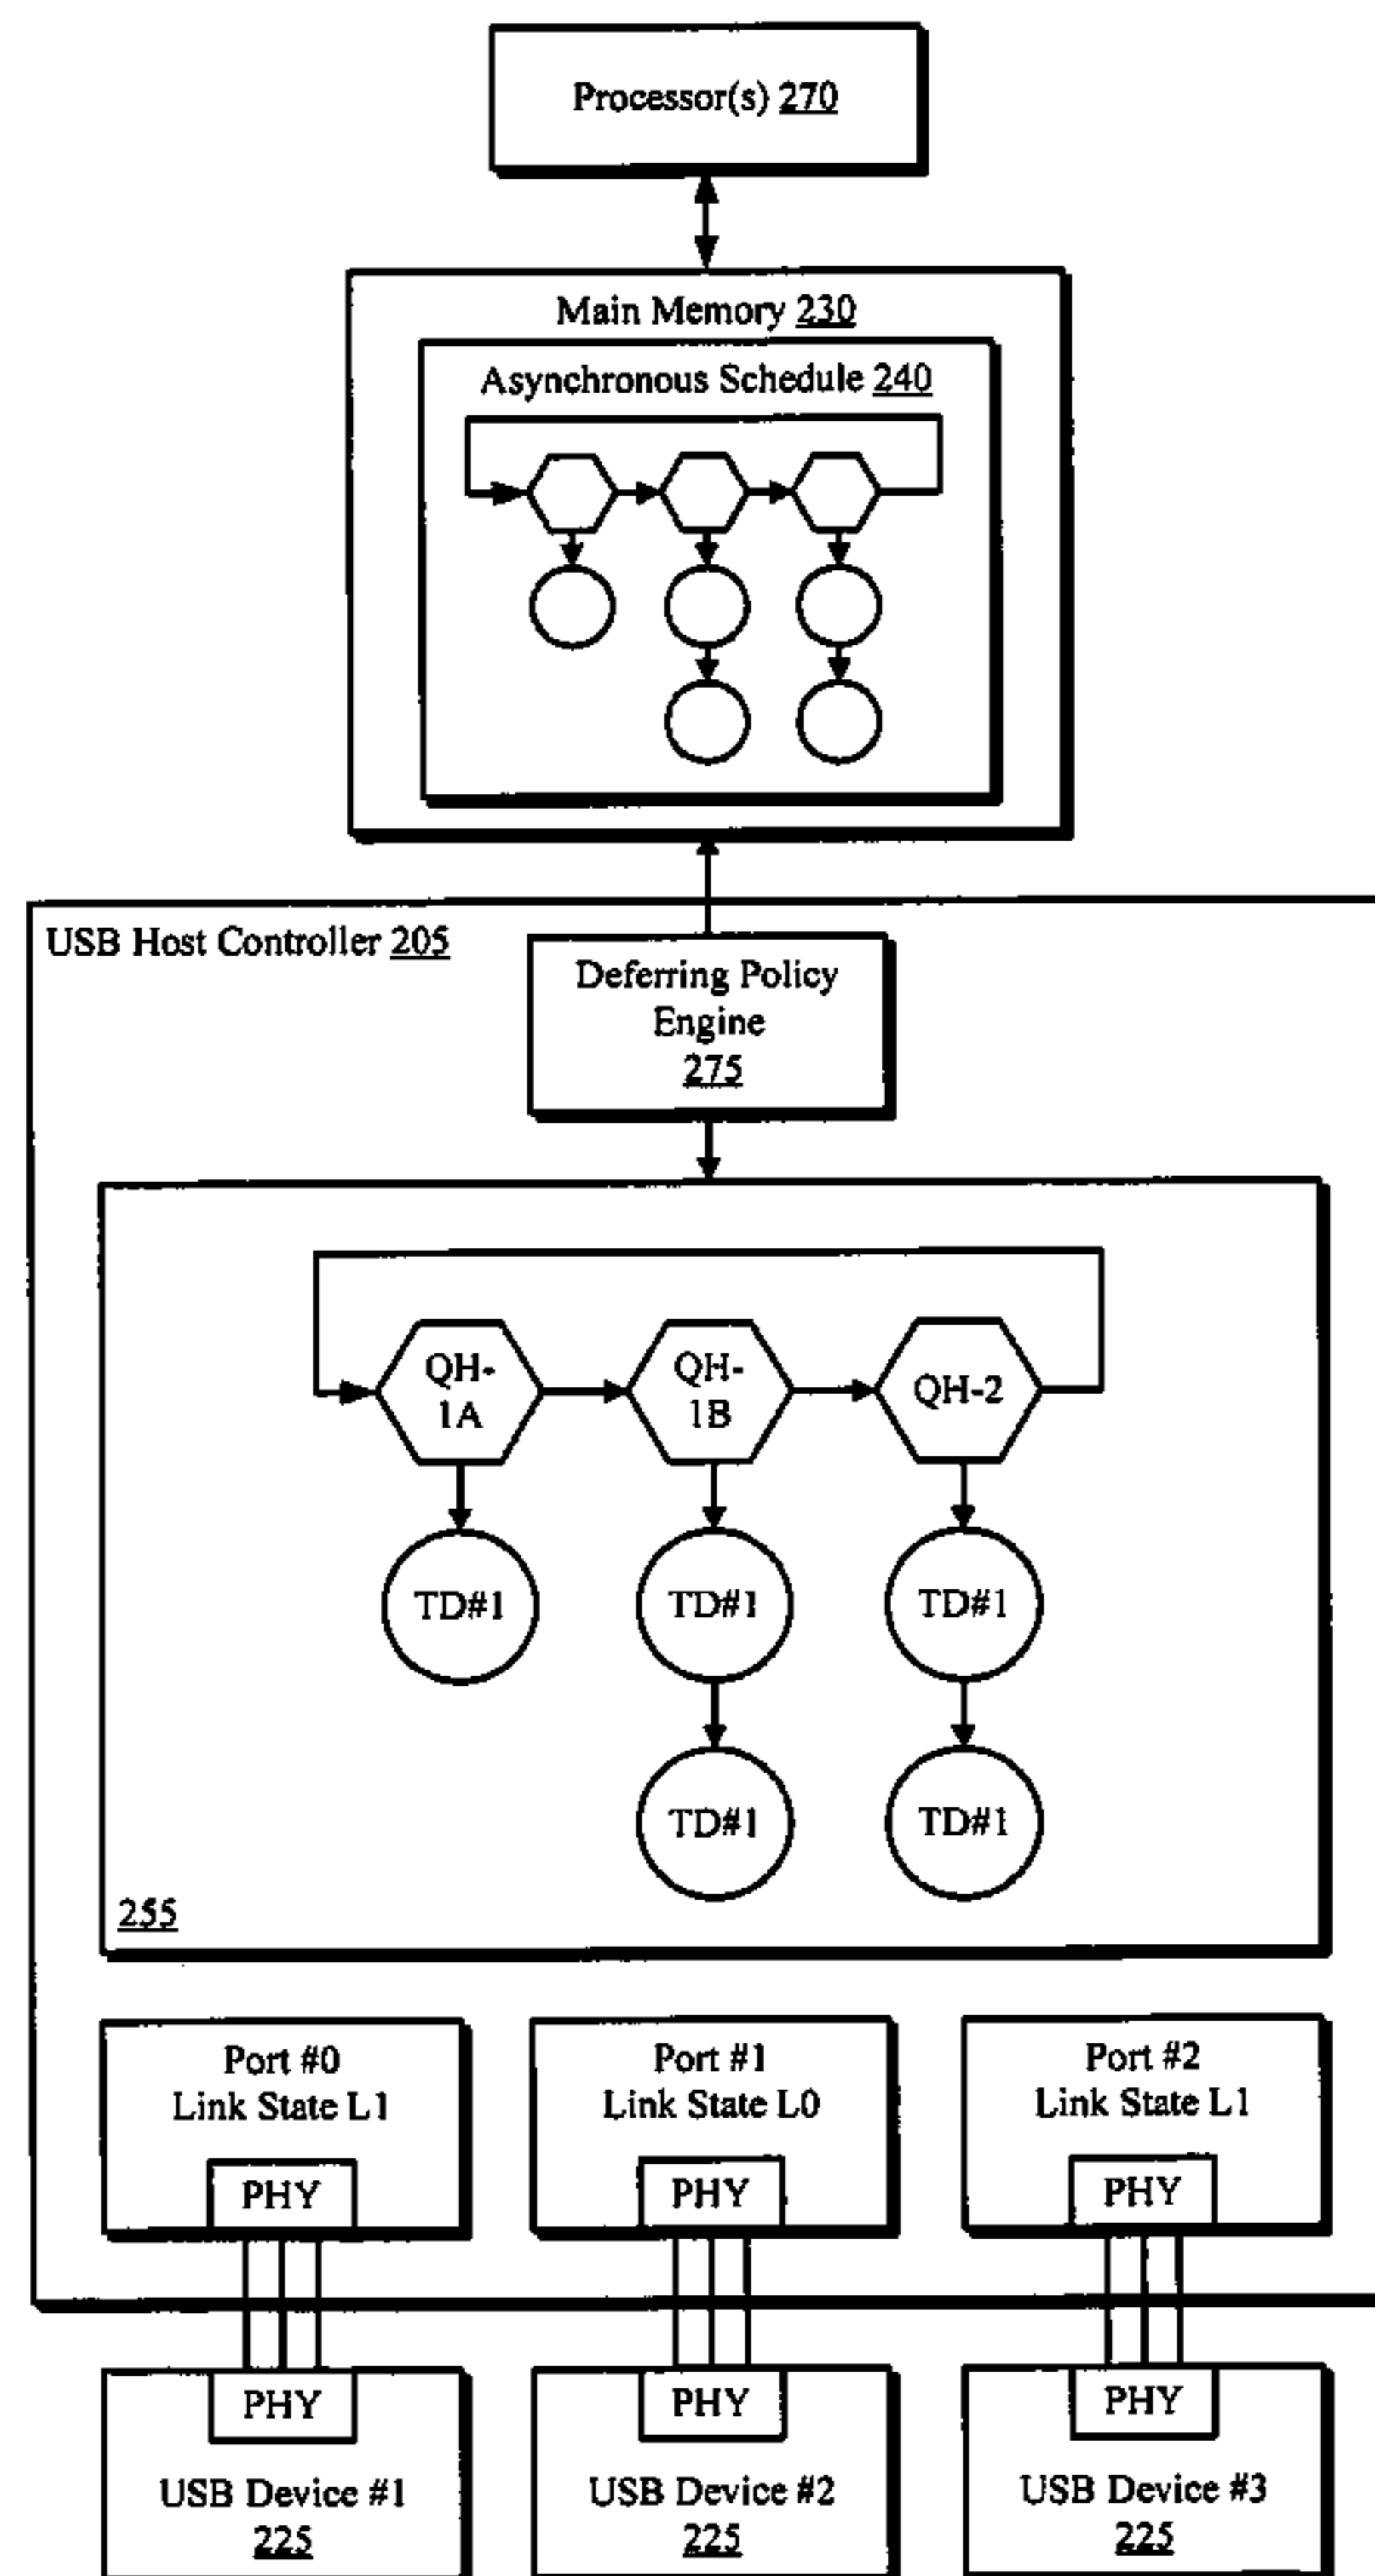 Processor(s) 270
Main Memory 230
Asynchronous Schedule 240
USB Host Controller 205
Deferring Policy
Engine
275
QH-
1A
QH-
1B
QH-2
TD#1
TD#1
TD#1
TD#1
TD#1
255
Port #0
Link State L1
PHY
Port #1
Link State L0
PHY
Port #2
Link State L1
PHY
PHY
USB Device #1
225
PHY
USB Device #2
225
PHY
USB Device #3
225